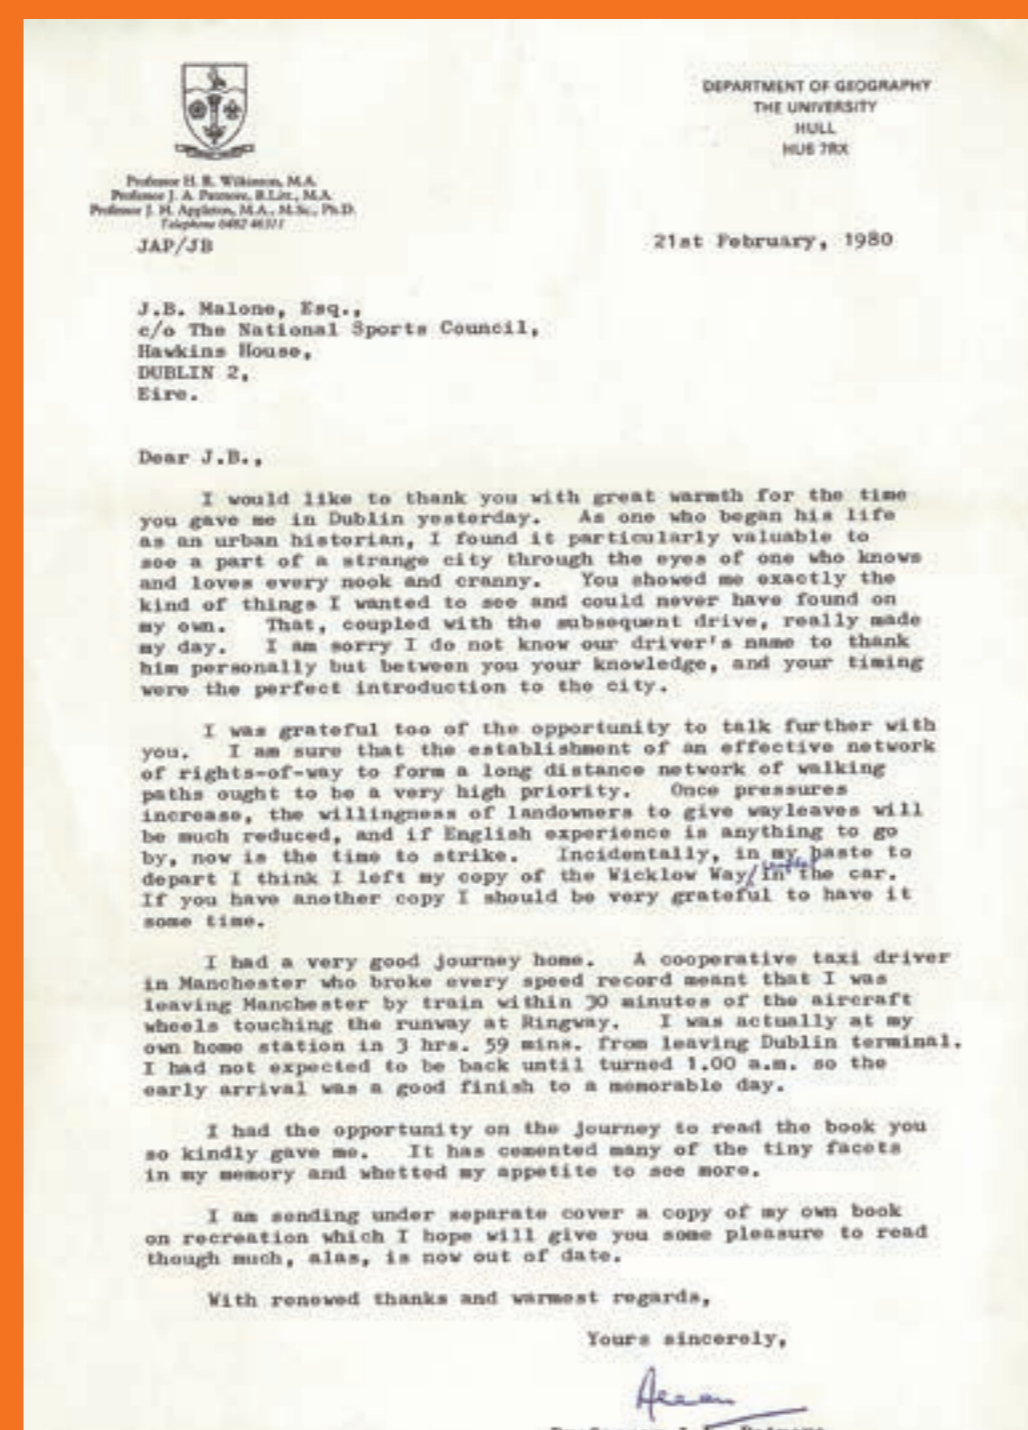 DEPARTMENT OF GEOGRAPHY
THE UNIVERSITY
HULL
HU6 7RX
Professor H. R. Wilkinson, M.A.
Professor J. A. Patmore, B.Litt., M.A.
Professor J. H. Appleton, M.A., M.Sc., Ph.D.
Telephone 0482 46311
JAP/JB
21st February, 1980
J.B. Malone, Esq.,
c/o The National Sports Council,
Hawkins House,
DUBLIN 2,
Eire.
Dear J.B.,
I would like to thank you with great warmth for the time
you gave me in Dublin yesterday. As one who began his life
as an urban historian, I found it particularly valuable to
see a part of a strange city through the eyes of one who knows
and loves every nook and cranny. You showed me exactly the
kind of things I wanted to see and could never have found on
my own. That, coupled with the subsequent drive, really made
my day. I am sorry I do not know our driver's name to thank
him personally but between you your knowledge, and your timing
were the perfect introduction to the city.
I was grateful too of the opportunity to talk further with
you. I am sure that the establishment of an effective network
of rights-of-way to form a long distance network of walking
paths ought to be a very high priority. Once pressures
increase, the willingness of landowners to give wayleaves will
be much reduced, and if English experience is anything to go
by, now is the time to strike. Incidentally, in my haste to
depart I think I left my copy of the Wicklow Way/in the car.
If you have another copy I should be very grateful to have it
some time.
I had a very good journey home. A cooperative taxi driver
in Manchester who broke every speed record meant that I was
leaving Manchester by train within 30 minutes of the aircraft
wheels touching the runway at Ringway. I was actually at my
own home station in 3 hrs. 59 mins. from leaving Dublin terminal.
I had not expected to be back until turned 1.00 a.m. so the
early arrival was a good finish to a memorable day.
I had the opportunity on the journey to read the book you
so kindly gave me. It has cemented many of the tiny facets
in my memory and whetted my appetite to see more.
I am sending under separate cover a copy of my own book
on recreation which I hope will give you some pleasure to read
though much, alas, is now out of date.
With renewed thanks and warmest regards,
Yours sincerely,